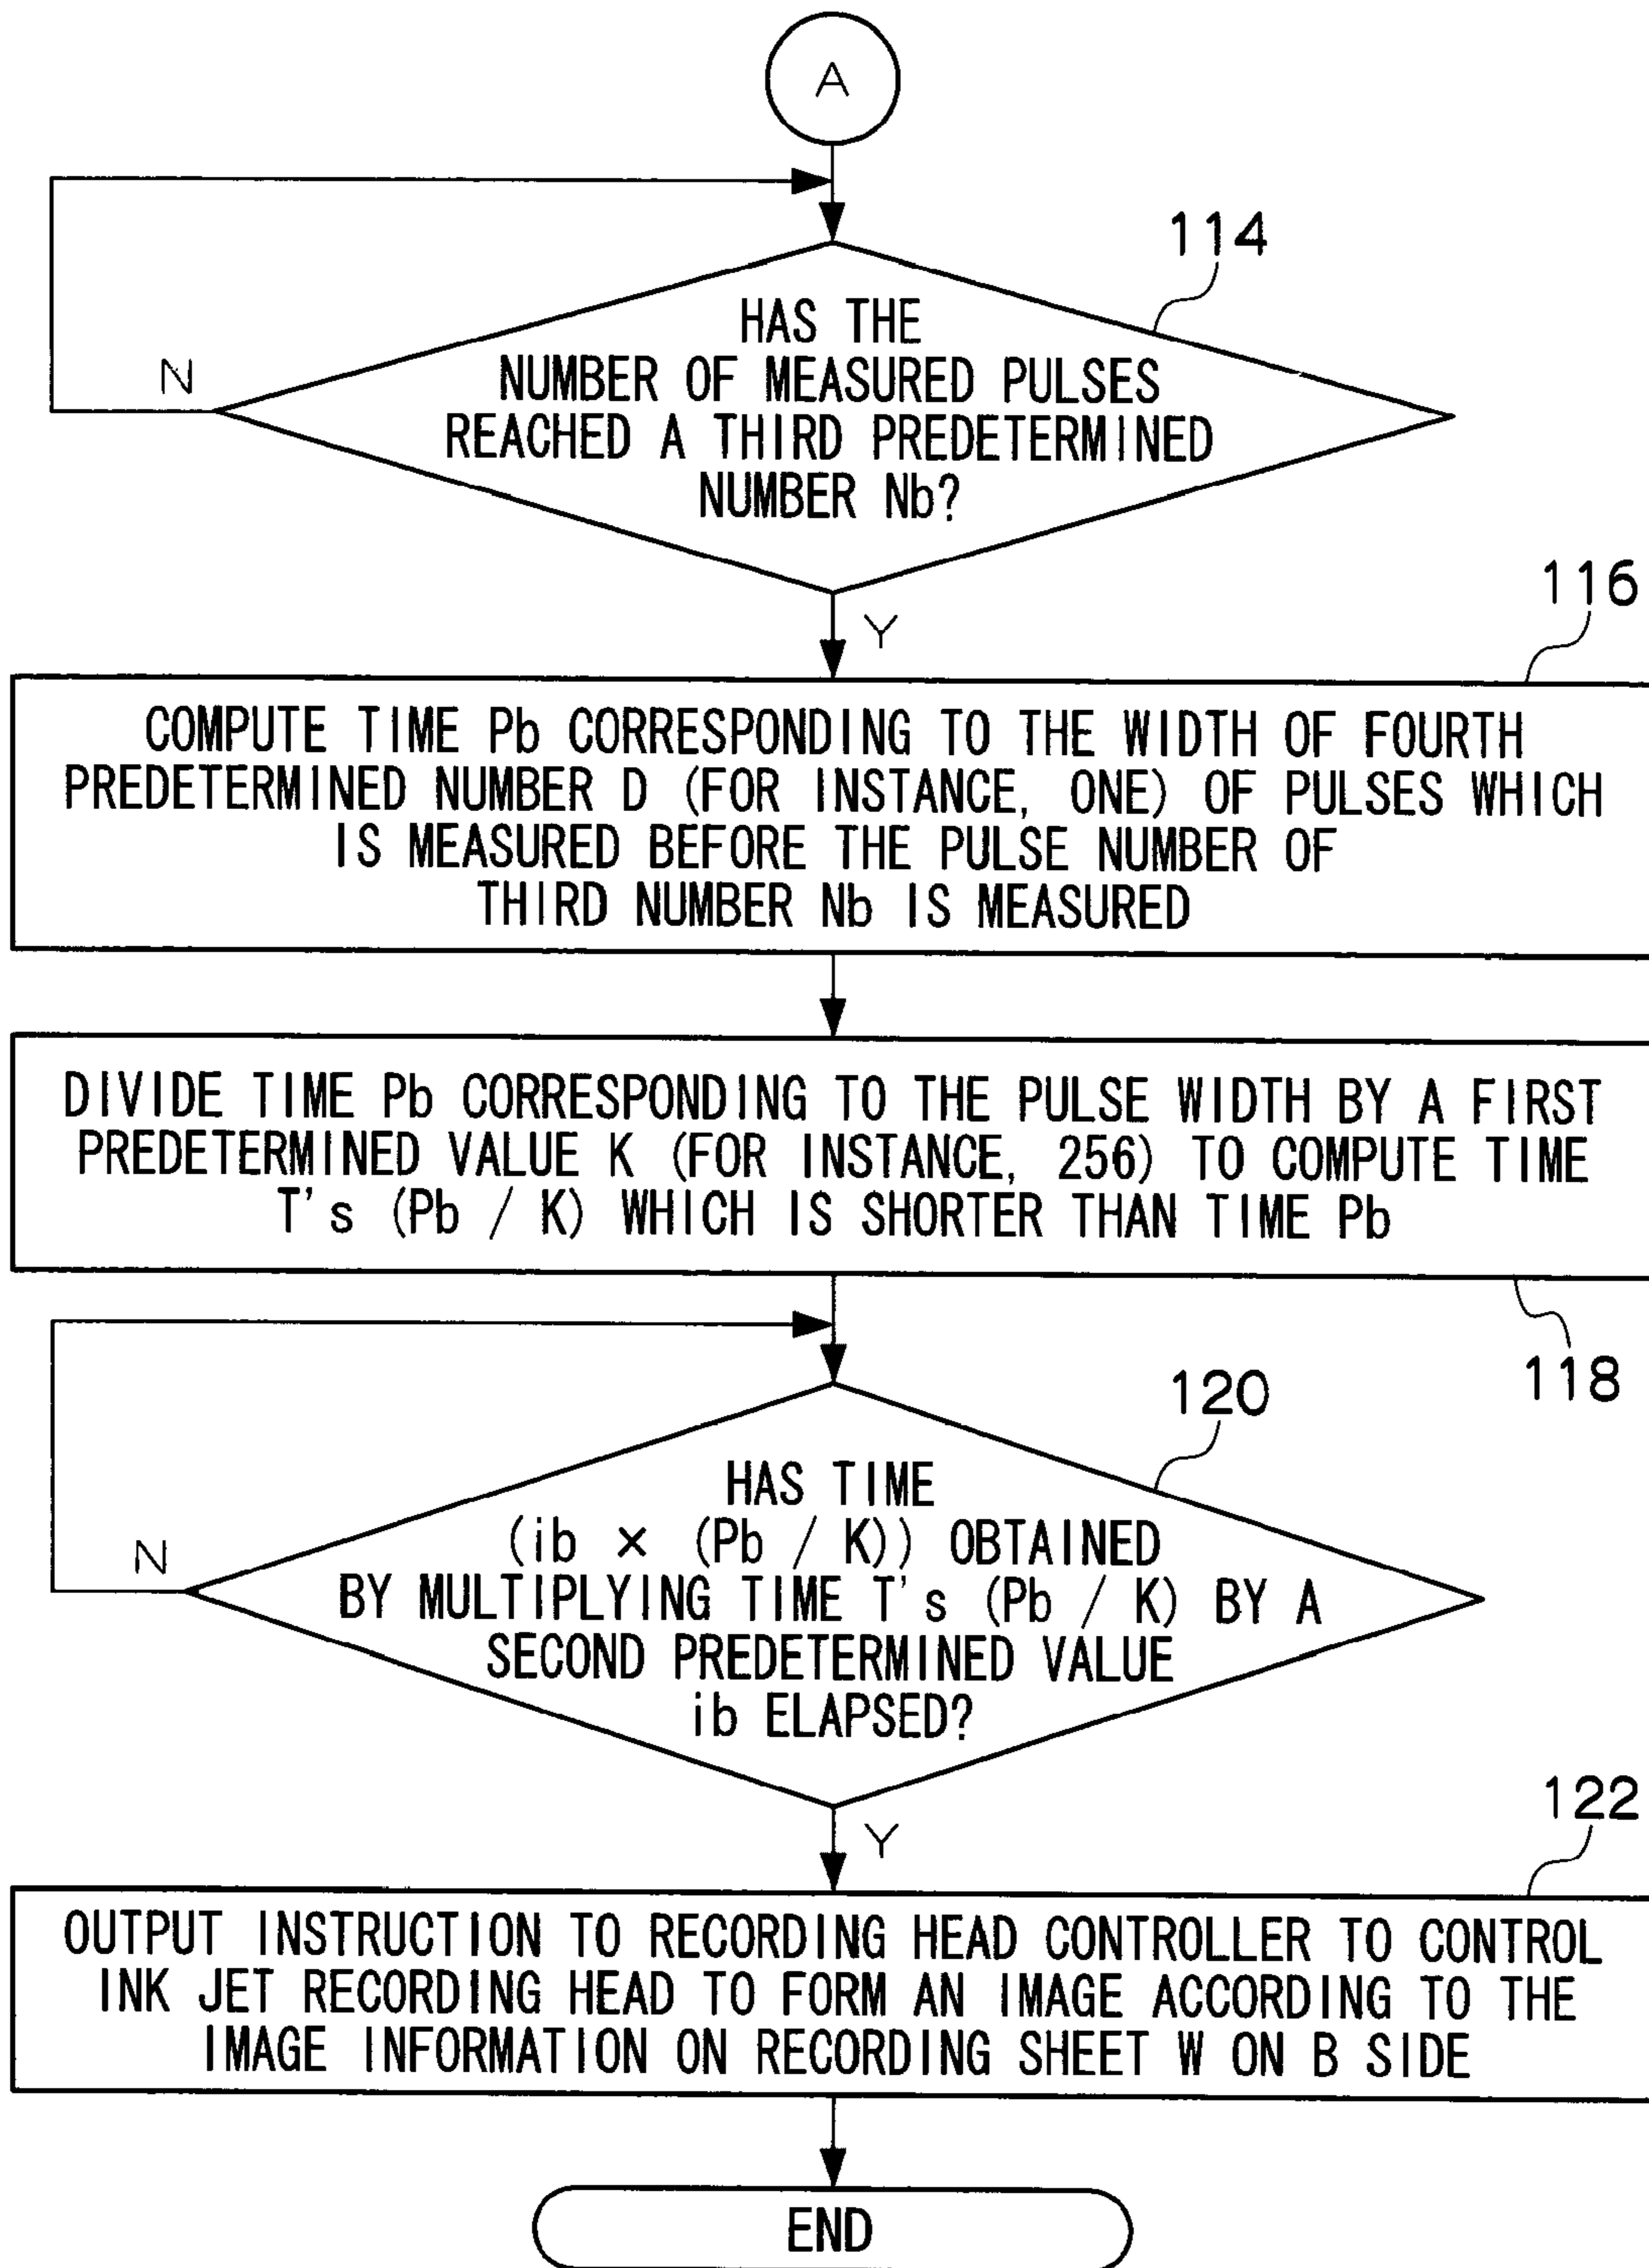 A
114
HAS THE
NUMBER OF MEASURED PULSES
REACHED A THIRD PREDETERMINED
NUMBER Nb?
N
Y
116
COMPUTE TIME Pb CORRESPONDING TO THE WIDTH OF FOURTH
PREDETERMINED NUMBER D (FOR INSTANCE, ONE) OF PULSES WHICH
IS MEASURED BEFORE THE PULSE NUMBER OF
THIRD NUMBER Nb IS MEASURED
DIVIDE TIME Pb CORRESPONDING TO THE PULSE WIDTH BY A FIRST
PREDETERMINED VALUE K (FOR INSTANCE, 256) TO COMPUTE TIME
T's (Pb / K) WHICH IS SHORTER THAN TIME Pb
118
120
HAS TIME
(ib × (Pb / K)) OBTAINED
BY MULTIPLYING TIME T's (Pb / K) BY A
SECOND PREDETERMINED VALUE
ib ELAPSED?
N
Y
122
OUTPUT INSTRUCTION TO RECORDING HEAD CONTROLLER TO CONTROL
INK JET RECORDING HEAD TO FORM AN IMAGE ACCORDING TO THE
IMAGE INFORMATION ON RECORDING SHEET W ON B SIDE
END